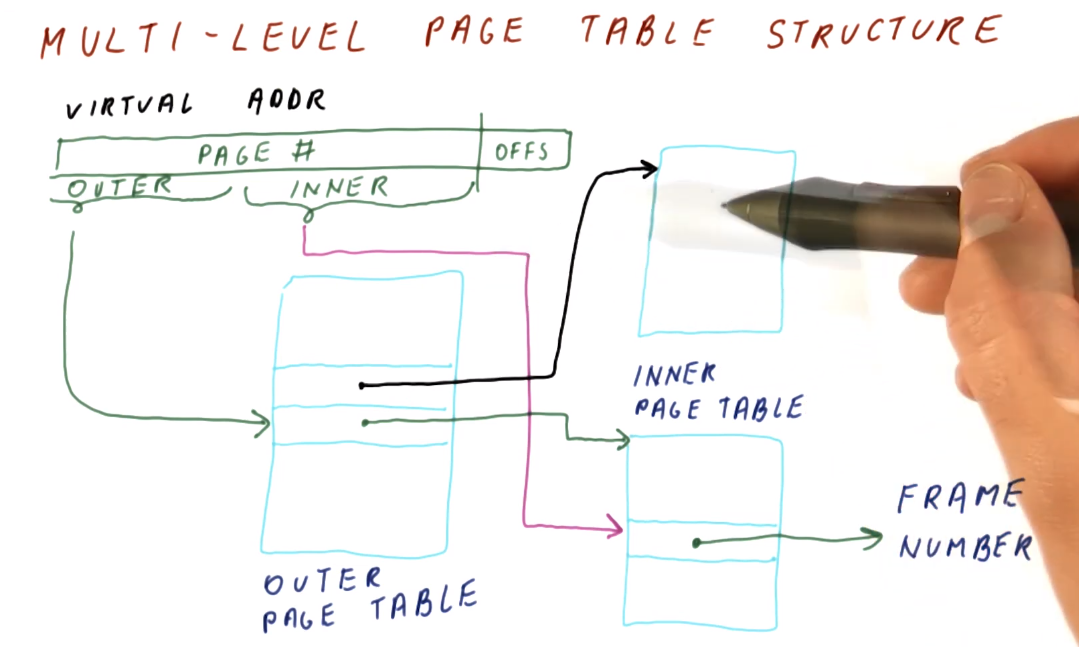 MULTI-LEVEL PAGE TABLE STRUCTURE
VIRTUAL ADDR
PAGE # OFFS
OUTER INNER
INNER
PAGE TABLE
FRAME
NUMBER
OUTER
PAGE TABLE